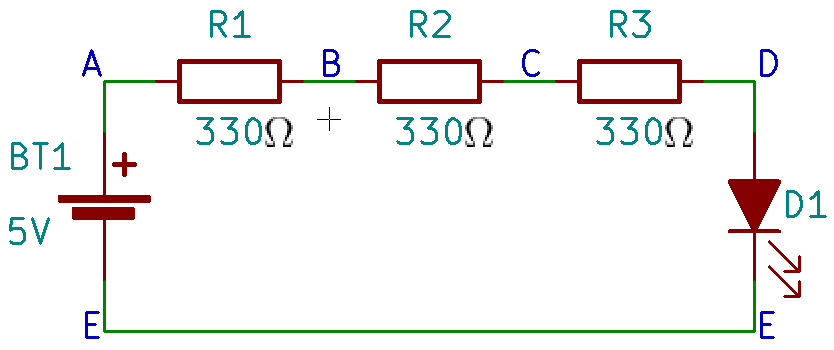 R1 R2 R3
A B C D
330Ω 330Ω 330Ω
BT1 +
D1
5V
E E